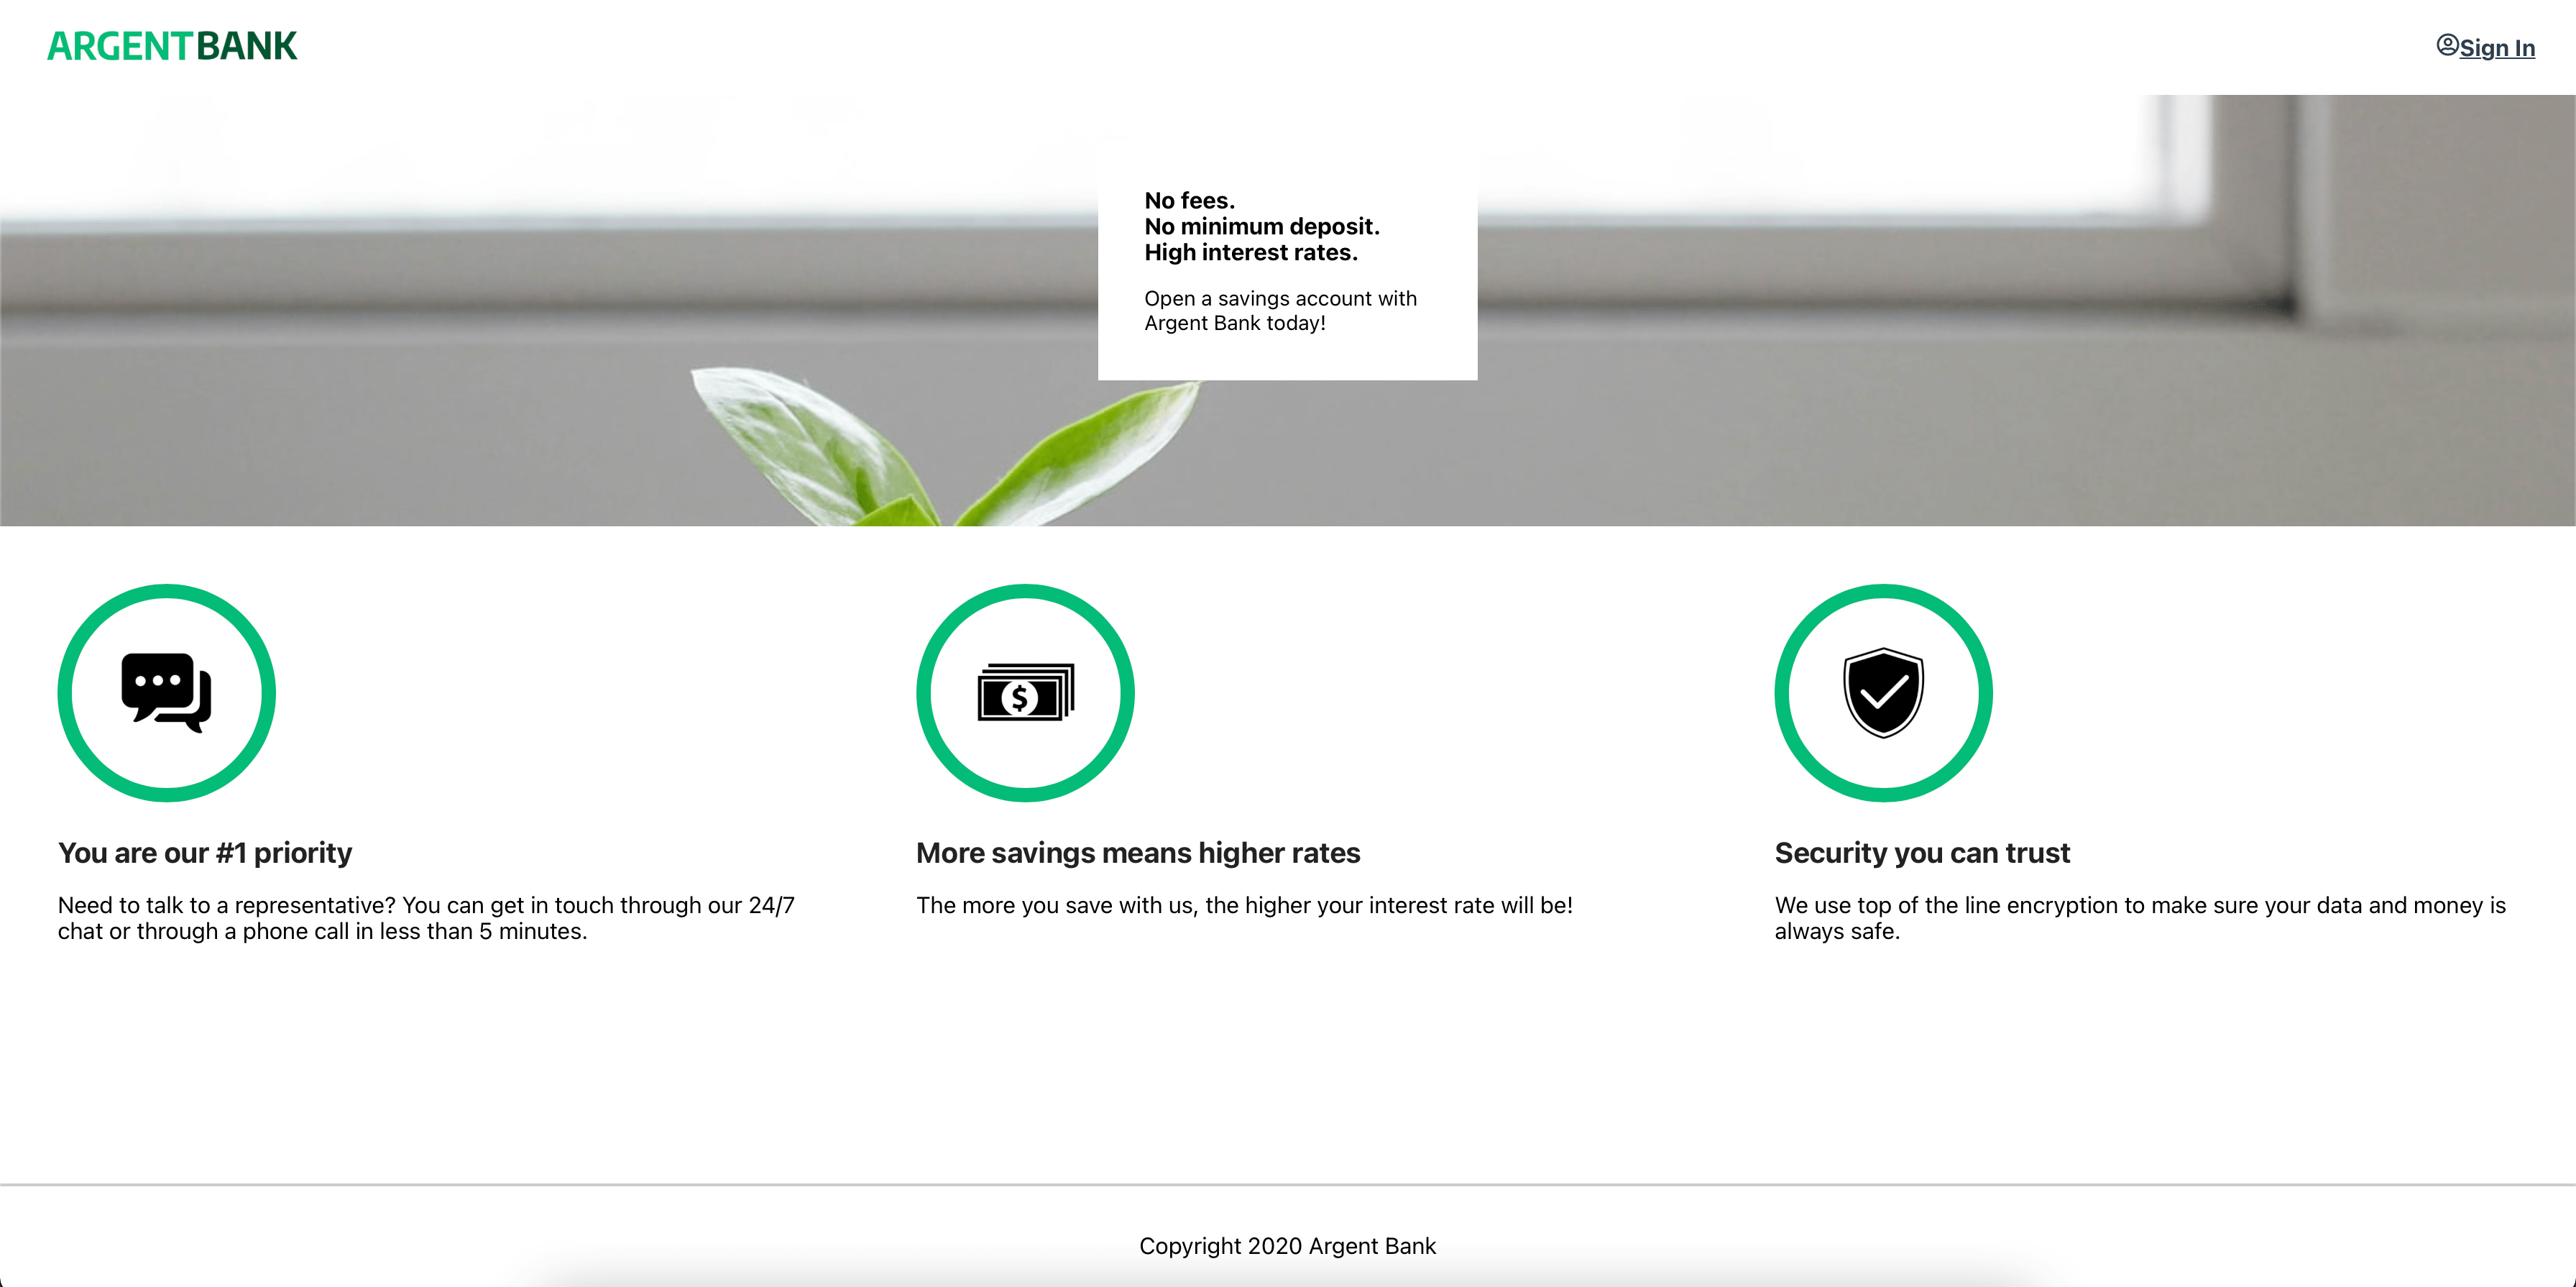 ARGENTBANK
Sign In
No fees.
No minimum deposit.
High interest rates.
Open a savings account with
Argent Bank today!
$
You are our #1 priority
Need to talk to a representative? You can get in touch through our 24/7
chat or through a phone call in less than 5 minutes.
More savings means higher rates
The more you save with us, the higher your interest rate will be!
Security you can trust
We use top of the line encryption to make sure your data and money is
always safe.
Copyright 2020 Argent Bank